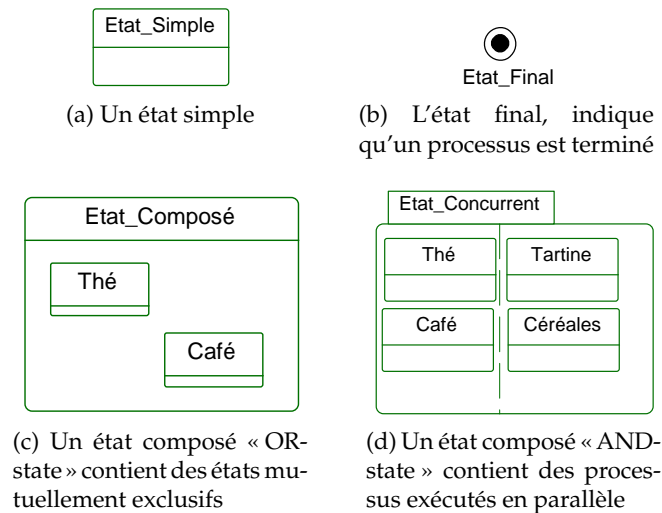 Etat_Simple
(a) Un état simple
Etat_Final
(b) L'état final, indique
qu'un processus est terminé
Etat_Composé
Thé
Café
(c) Un état composé « OR-
state » contient des états mu-
tuellement exclusifs
Etat_Concurrent
Thé
Tartine
Café
Céréales
(d) Un état composé « AND-
state » contient des proces-
sus exécutés en parallèle